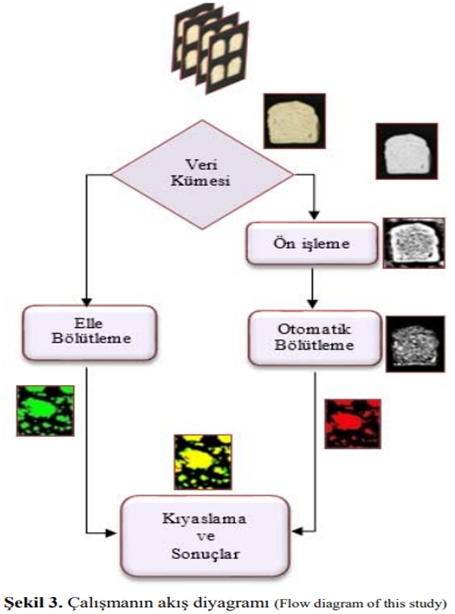 Veri
Kümesi
Ön işleme
Elle
Bölütleme
Otomatik
Bölütleme
Kıyaslama
ve
Sonuçlar
Şekil 3. Çalışmanın akış diyagramı (Flow diagram of this study)